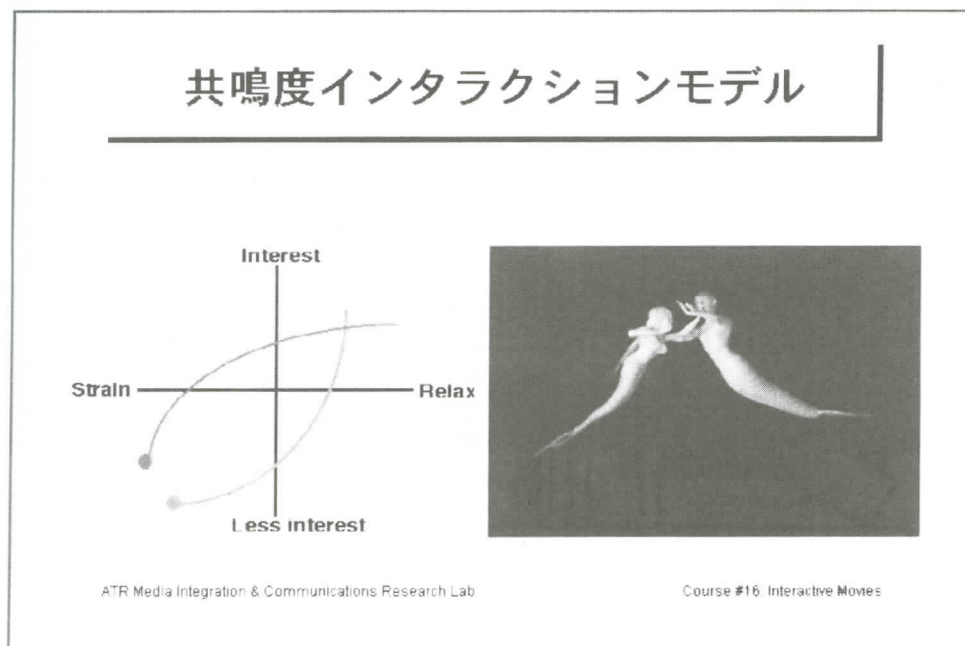 共鳴度インタラクションモデル
Interest
Strain
Relax
Less interest
ATR Media Integration & Communications Research Lab
Course #16: Interactive Movies